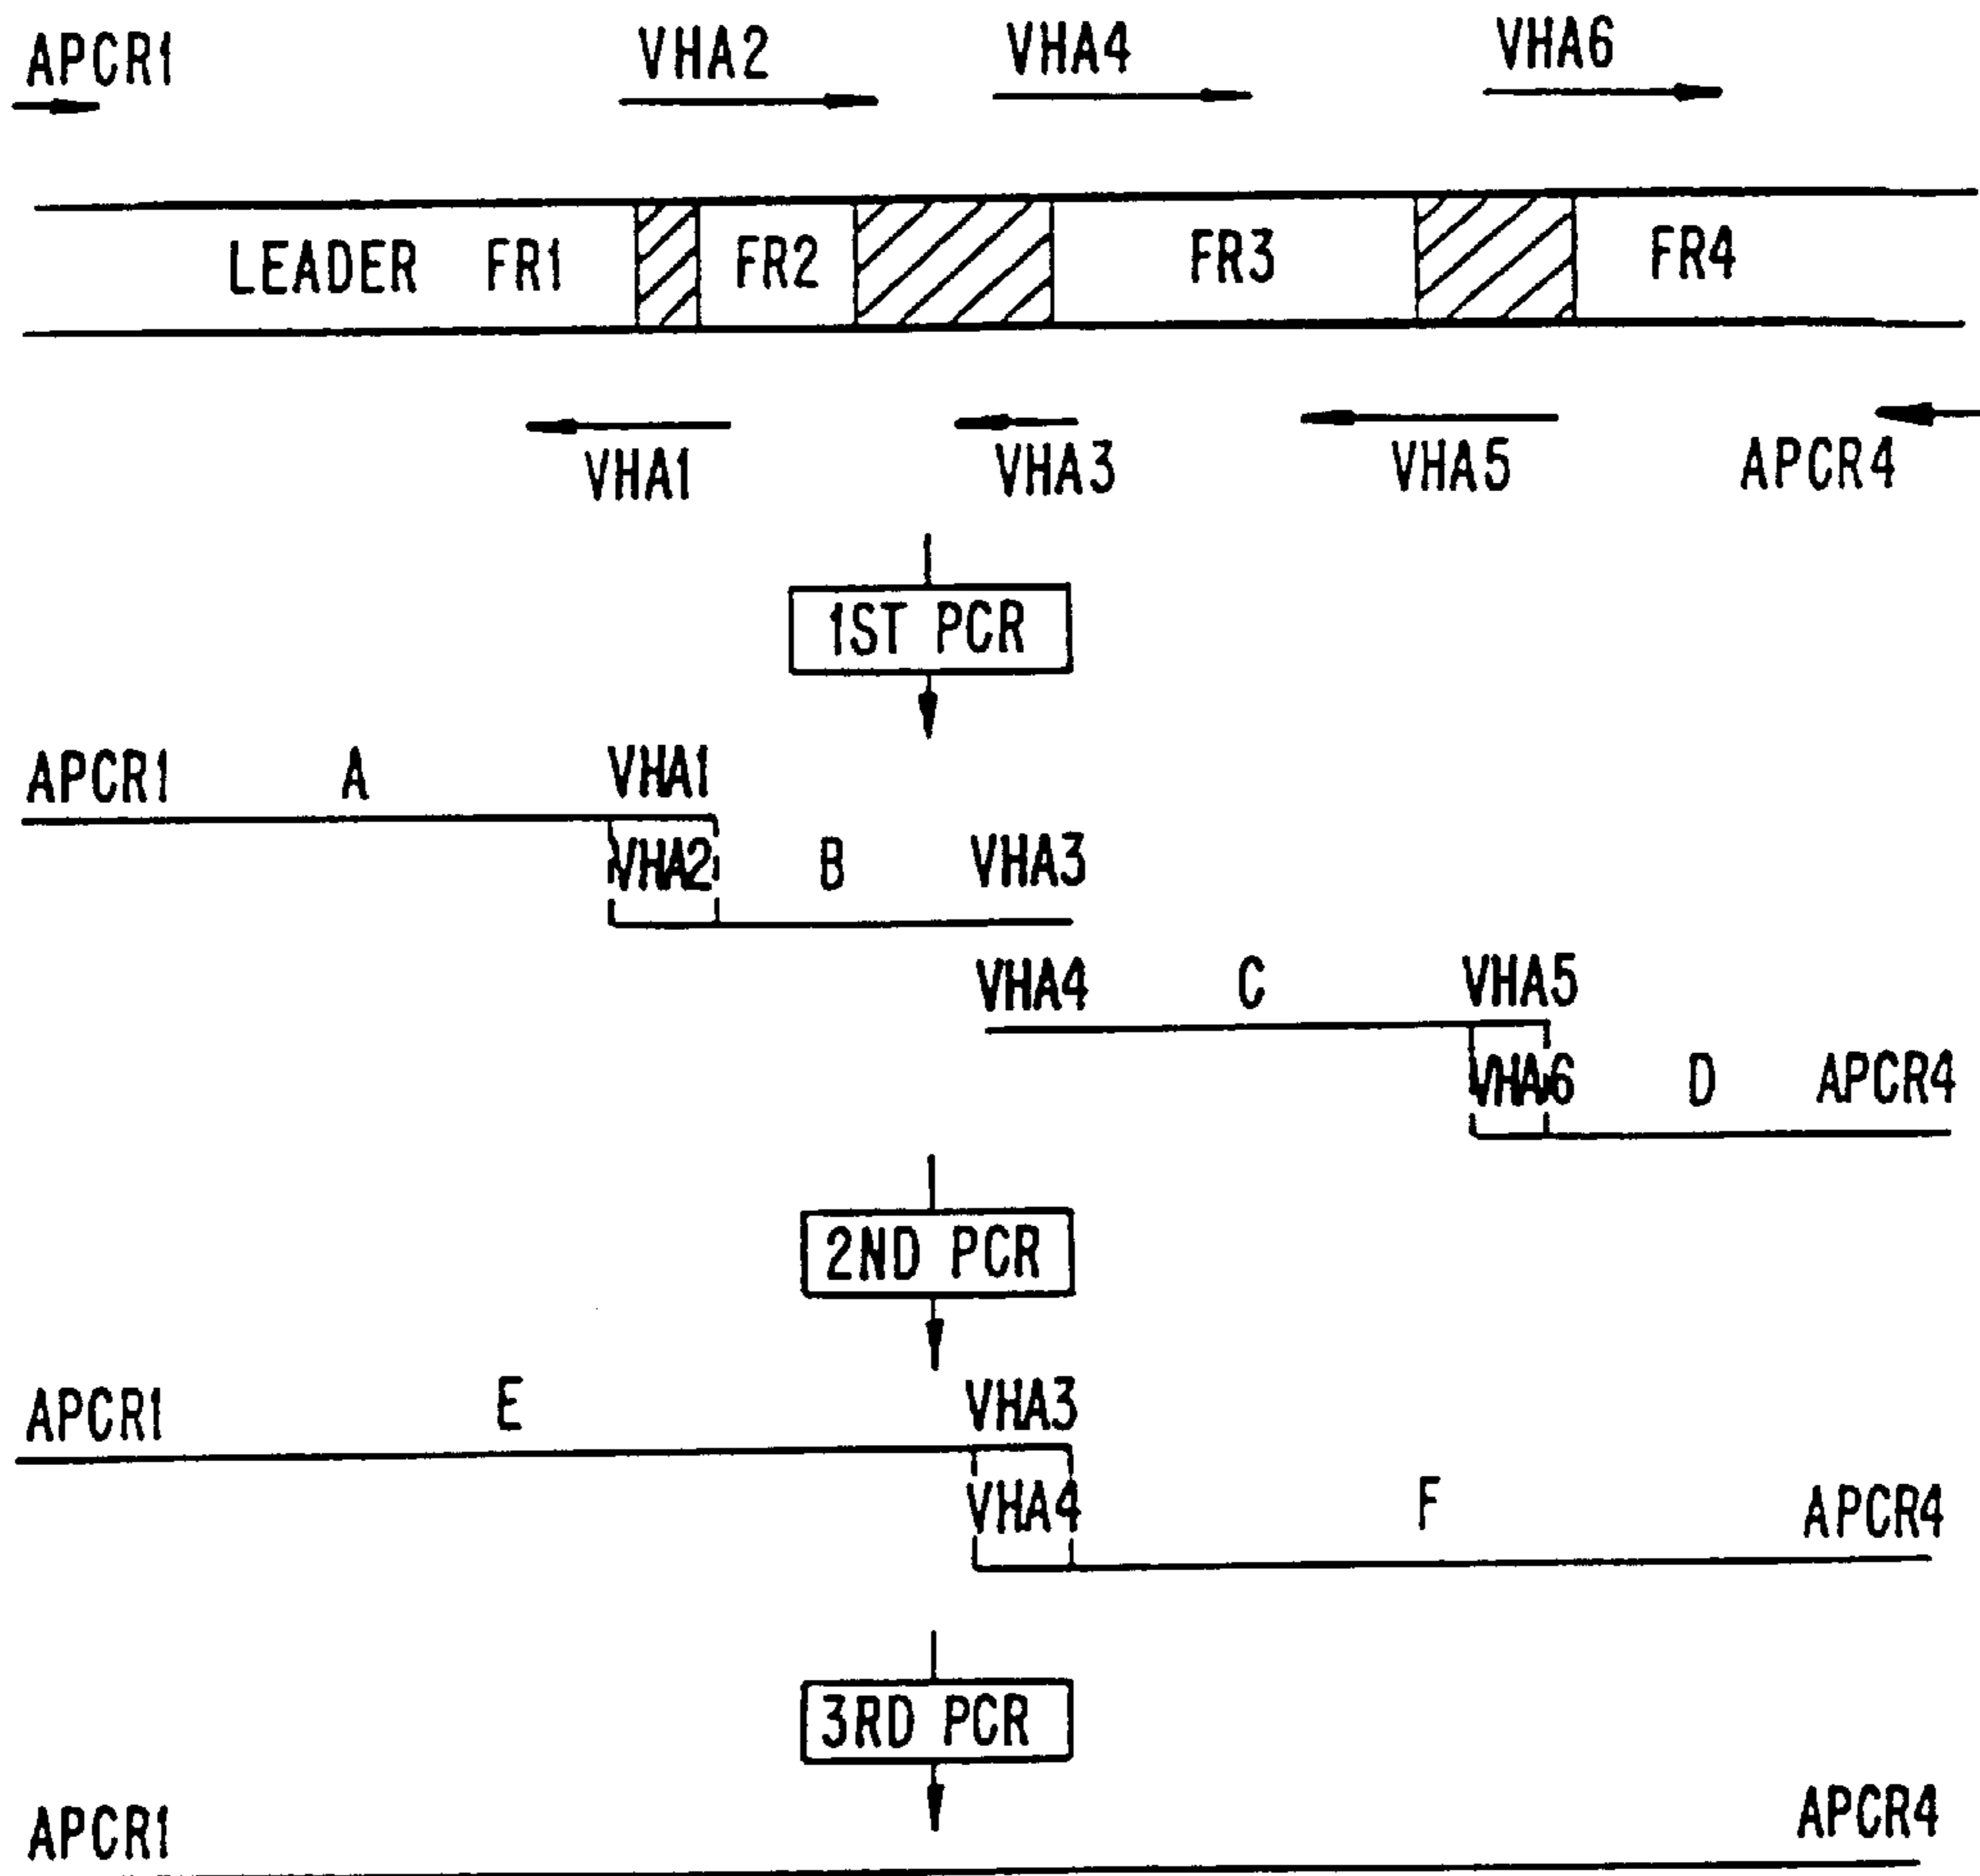 APCR1 VHA2 VHA4 VHA6
LEADER FR1 FR2 FR3 FR4
VHA1 VHA3 VHA5 APCR4
1ST PCR
APCR1 A VHA1
VHA2 B VHA3
VHA4 C VHA5
VHA6 D APCR4
2ND PCR
APCR1 E VHA3
VHA4 F APCR4
3RD PCR
APCR1 APCR4